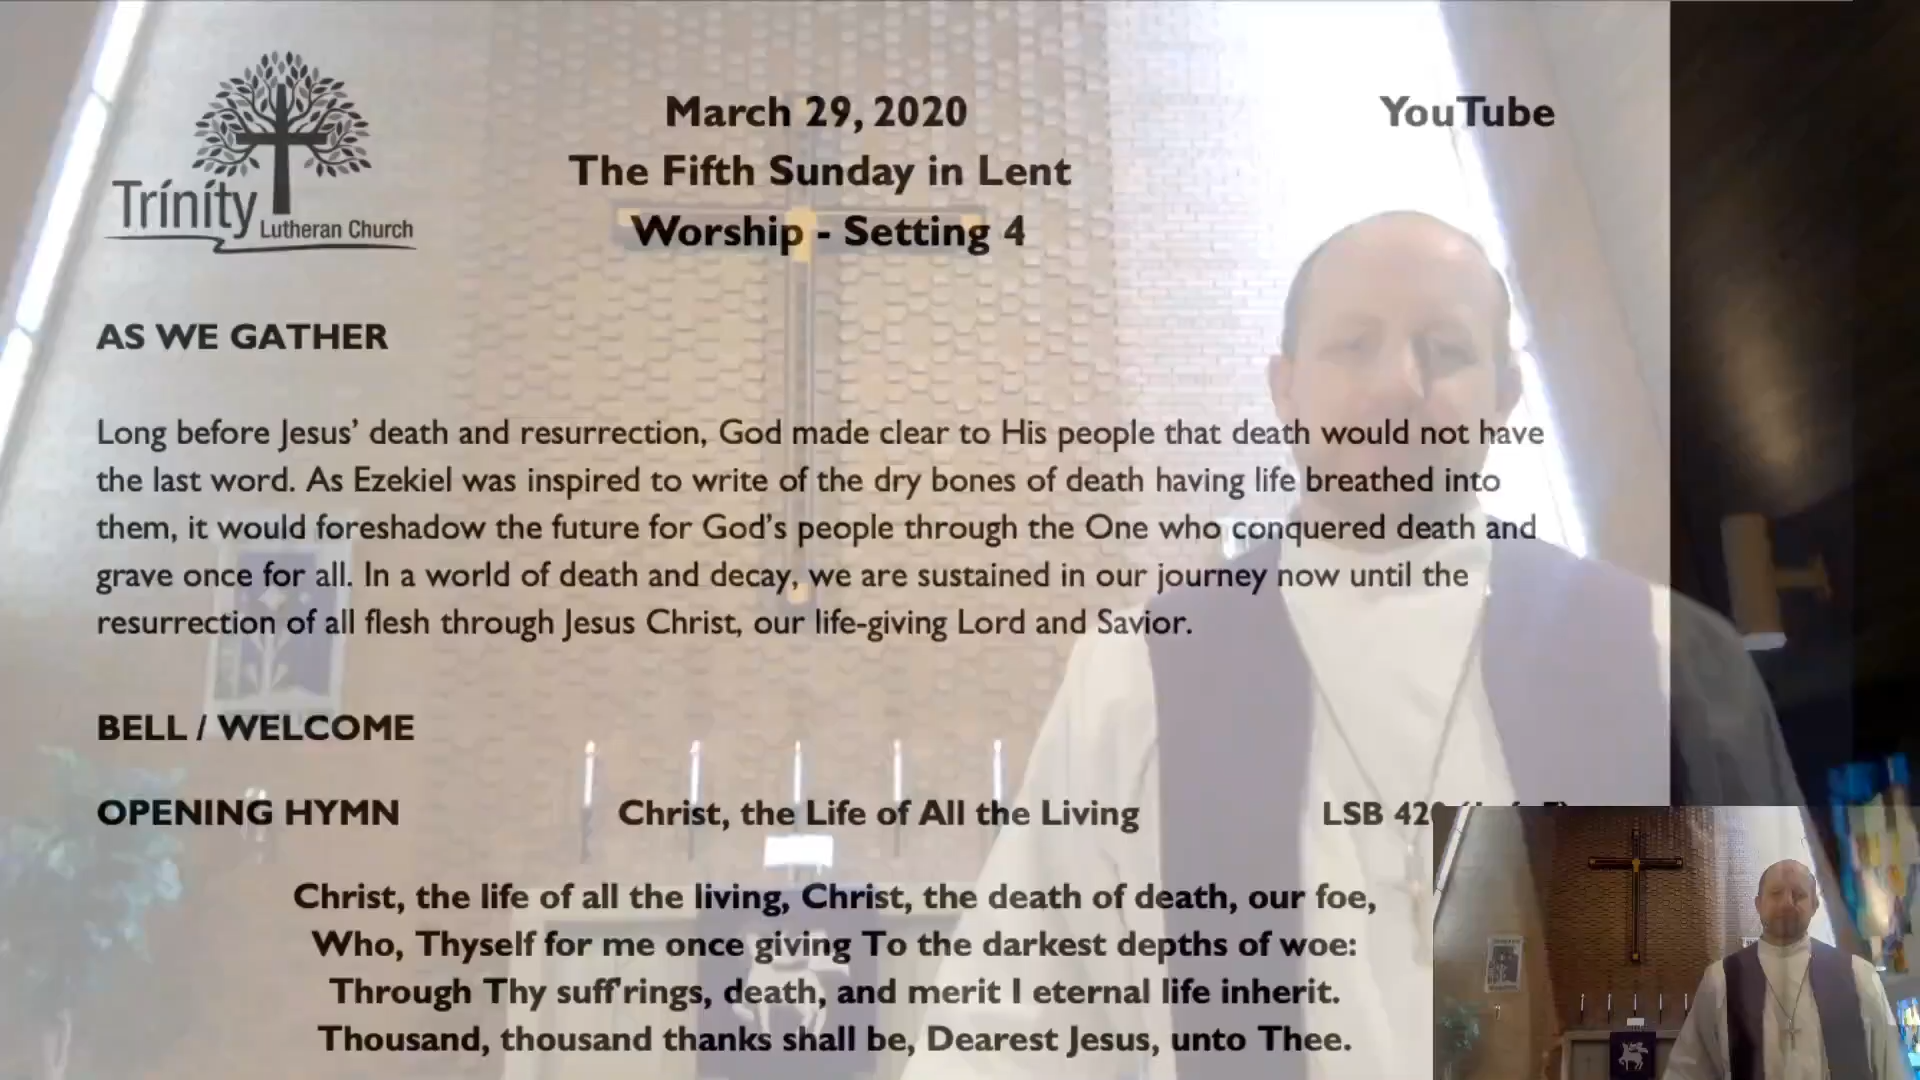 Trinity Lutheran Church
March 29, 2020
The Fifth Sunday in Lent
Worship - Setting 4
YouTube
AS WE GATHER
Long before Jesus’ death and resurrection, God made clear to His people that death would not have
the last word. As Ezekiel was inspired to write of the dry bones of death having life breathed into
them, it would foreshadow the future for God’s people through the One who conquered death and
grave once for all. In a world of death and decay, we are sustained in our journey now until the
resurrection of all flesh through Jesus Christ, our life-giving Lord and Savior.
BELL / WELCOME
OPENING HYMN Christ, the Life of All the Living LSB 420
Christ, the life of all the living, Christ, the death of death, our foe,
Who, Thyself for me once giving To the darkest depths of woe:
Through Thy suff'rings, death, and merit I eternal life inherit.
Thousand, thousand thanks shall be, Dearest Jesus, unto Thee.